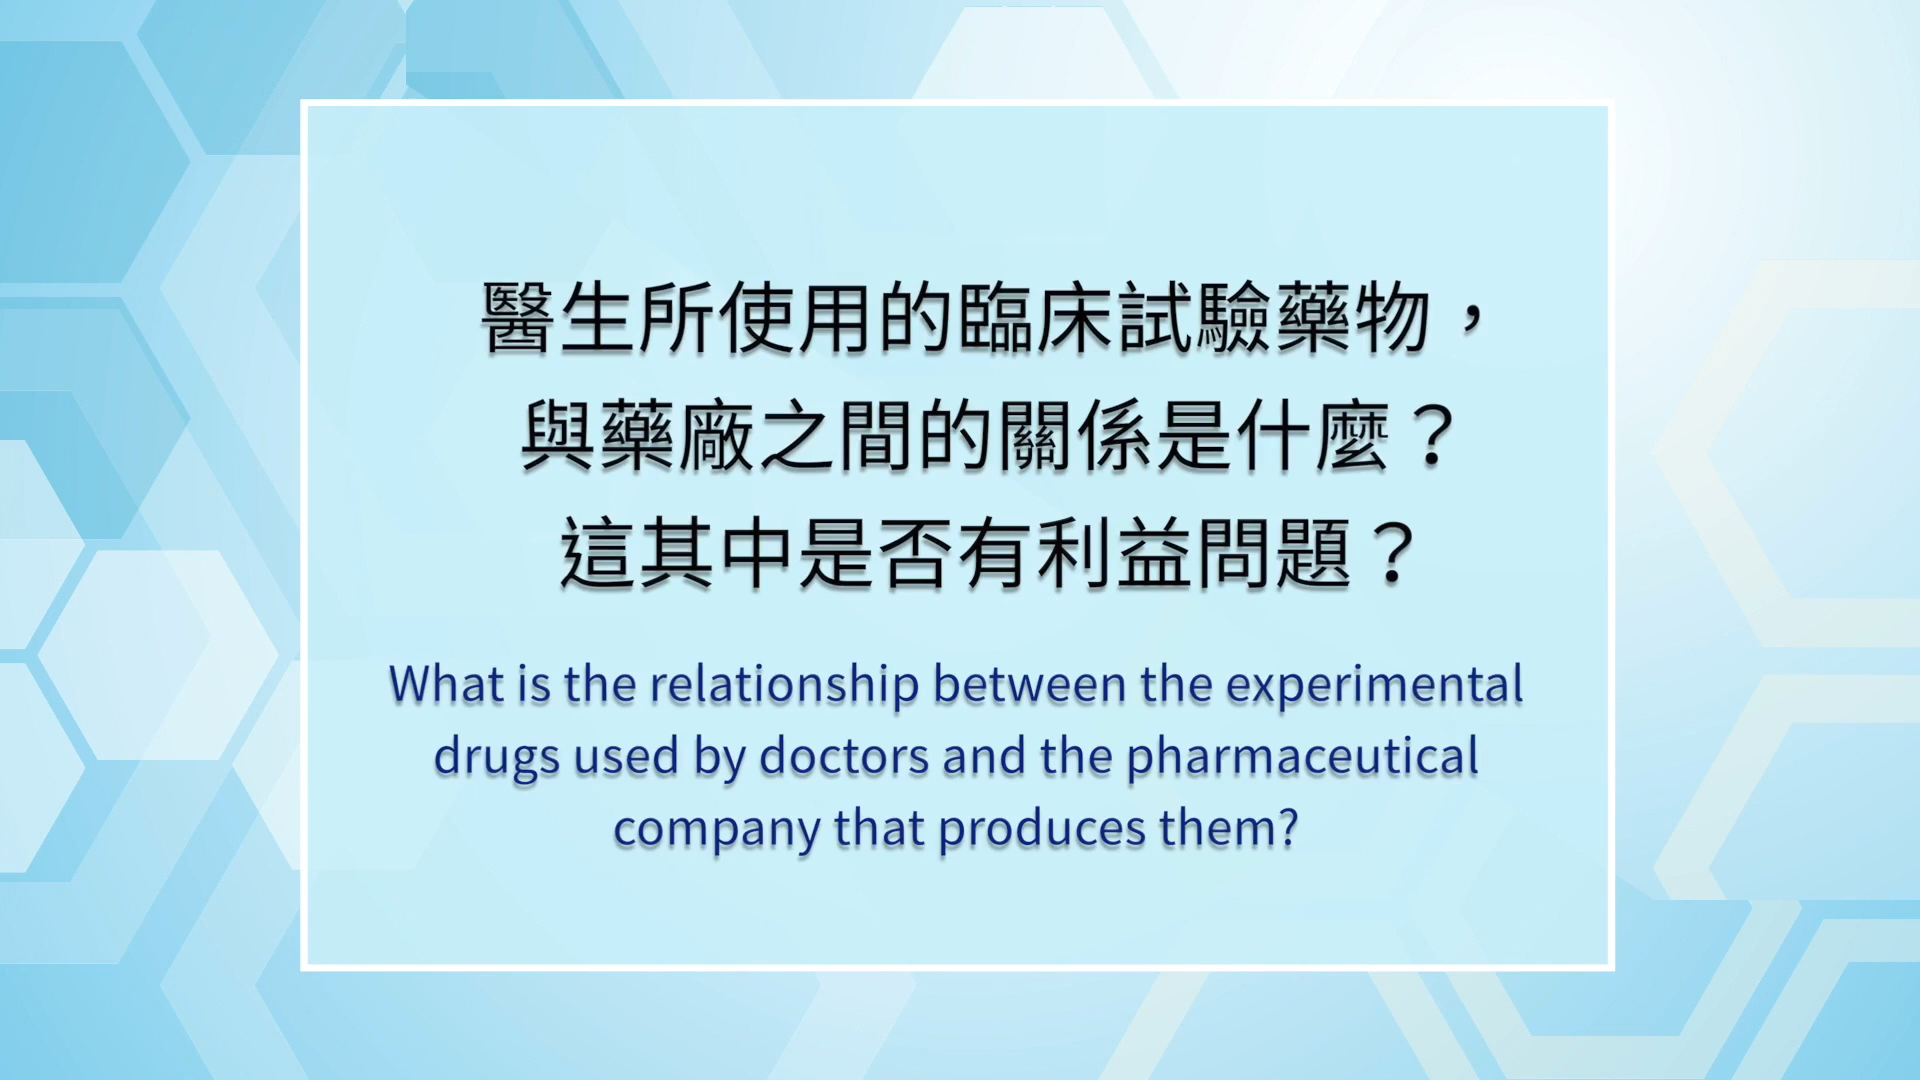 醫生所使用的臨床試驗藥物，
與藥廠之間的關係是什麼？
這其中是否有利益問題？
What is the relationship between the experimental
drugs used by doctors and the pharmaceutical
company that produces them?